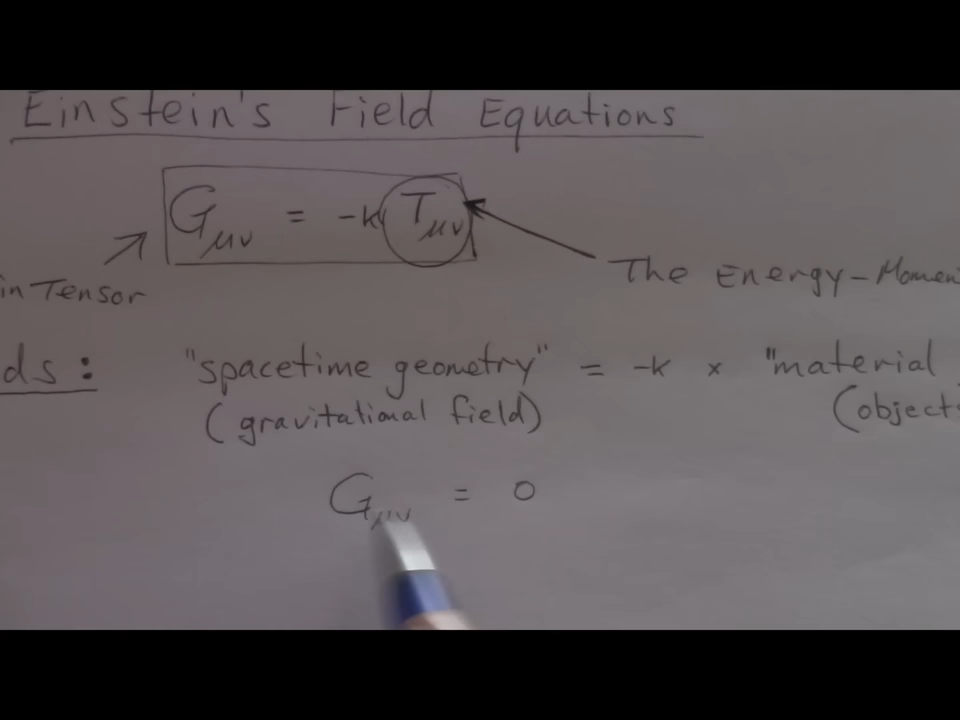 Einstein's Field Equations
Gμν = -k Tμν
in Tensor
The Energy-Momen
ds: "spacetime geometry" = -k × "material
(gravitational field) (object
Gμν = 0